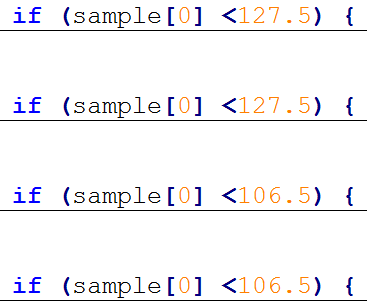 if (sample[0] <127.5) {
if (sample[0] <127.5) {
if (sample[0] <106.5) {
if (sample[0] <106.5) {